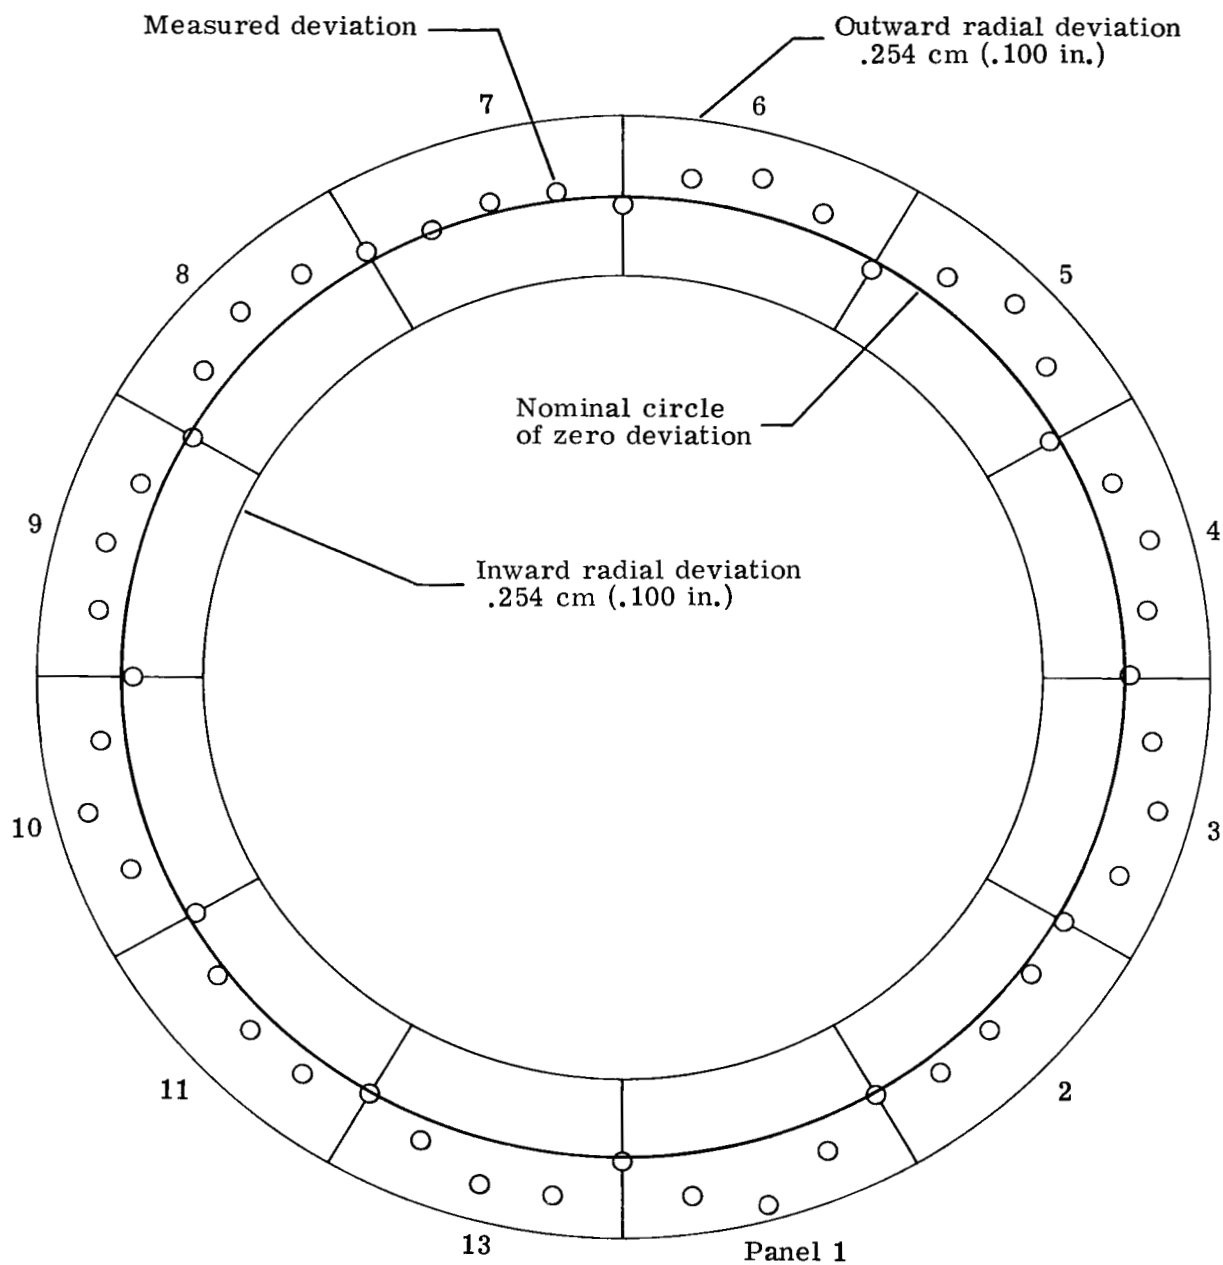 Measured deviation
Outward radial deviation
.254 cm (.100 in.)
7
6
8
5
Nominal circle
of zero deviation
9
4
Inward radial deviation
.254 cm (.100 in.)
10
3
11
2
13
Panel 1